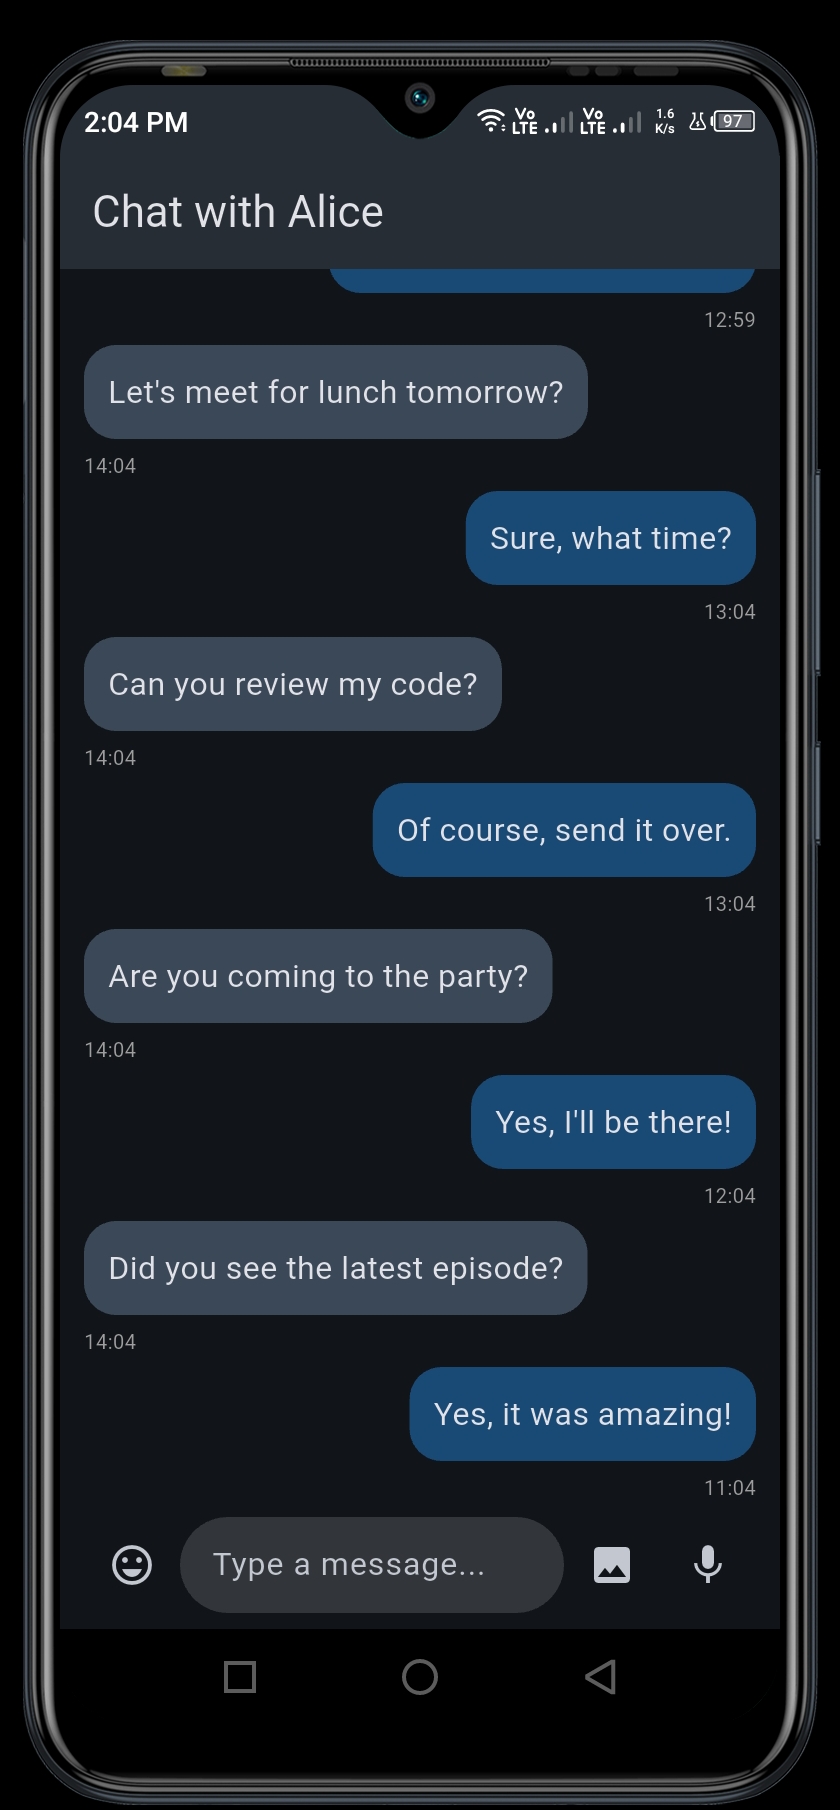 2:04 PM
Vo LTE Vo LTE 1.6 K/s 97
Chat with Alice
12:59
Let's meet for lunch tomorrow?
14:04
Sure, what time?
13:04
Can you review my code?
14:04
Of course, send it over.
13:04
Are you coming to the party?
14:04
Yes, I'll be there!
12:04
Did you see the latest episode?
14:04
Yes, it was amazing!
11:04
Type a message...